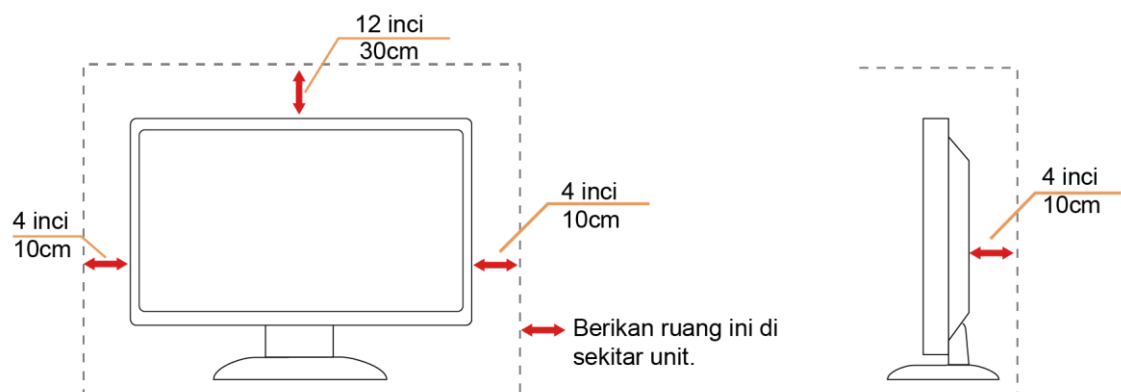 12 inci
30cm
4 inci
10cm
4 inci
10cm
Berikan ruang ini di
sekitar unit.
4 inci
10cm